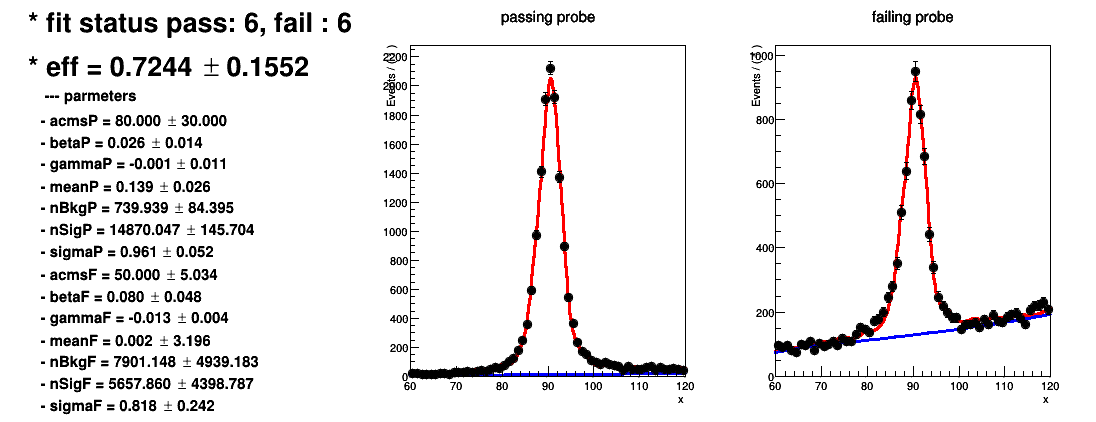 * fit status pass: 6, fail : 6
* eff = 0.7244 ± 0.1552
--- parmeters
- acmsP = 80.000 ± 30.000
- betaP = 0.026 ± 0.014
- gammaP = -0.001 ± 0.011
- meanP = 0.139 ± 0.026
- nBkgP = 739.939 ± 84.395
- nSigP = 14870.047 ± 145.704
- sigmaP = 0.961 ± 0.052
- acmsF = 50.000 ± 5.034
- betaF = 0.080 ± 0.048
- gammaF = -0.013 ± 0.004
- meanF = 0.002 ± 3.196
- nBkgF = 7901.148 ± 4939.183
- nSigF = 5657.860 ± 4398.787
- sigmaF = 0.818 ± 0.242
passing probe
Events /
2200
2000
1800
1600
1400
1200
1000
800
600
400
200
0
60 70 80 90 100 110 120
x
failing probe
Events /
1000
800
600
400
200
0
60 70 80 90 100 110 120
x